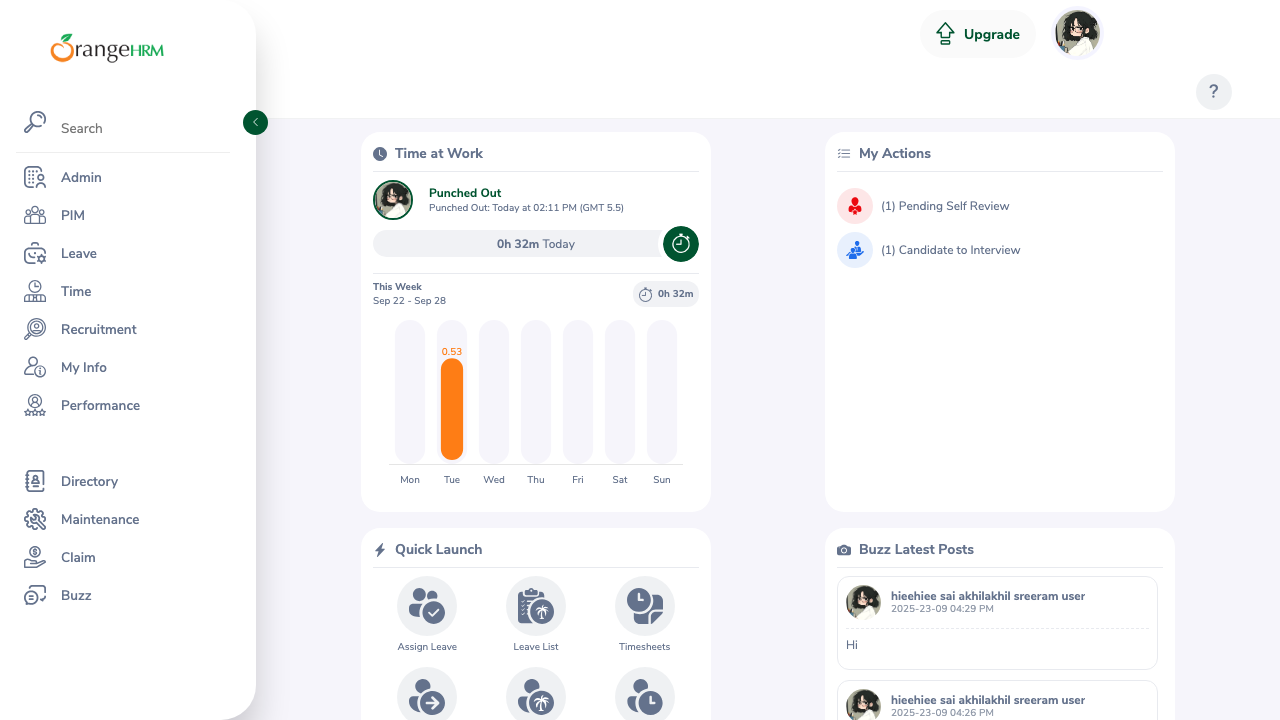 OrangeHRM
Upgrade
?
Search
Admin
PIM
Leave
Time
Recruitment
My Info
Performance
Directory
Maintenance
Claim
Buzz
Time at Work
Punched Out
Punched Out: Today at 02:11 PM (GMT 5.5)
0h 32m Today
This Week
Sep 22 - Sep 28
0h 32m
0.53
Mon Tue Wed Thu Fri Sat Sun
My Actions
(1) Pending Self Review
(1) Candidate to Interview
Quick Launch
Assign Leave Leave List Timesheets
Buzz Latest Posts
hieehiee sai akhilakhil sreeram user
2025-23-09 04:29 PM
Hi
hieehiee sai akhilakhil sreeram user
2025-23-09 04:26 PM